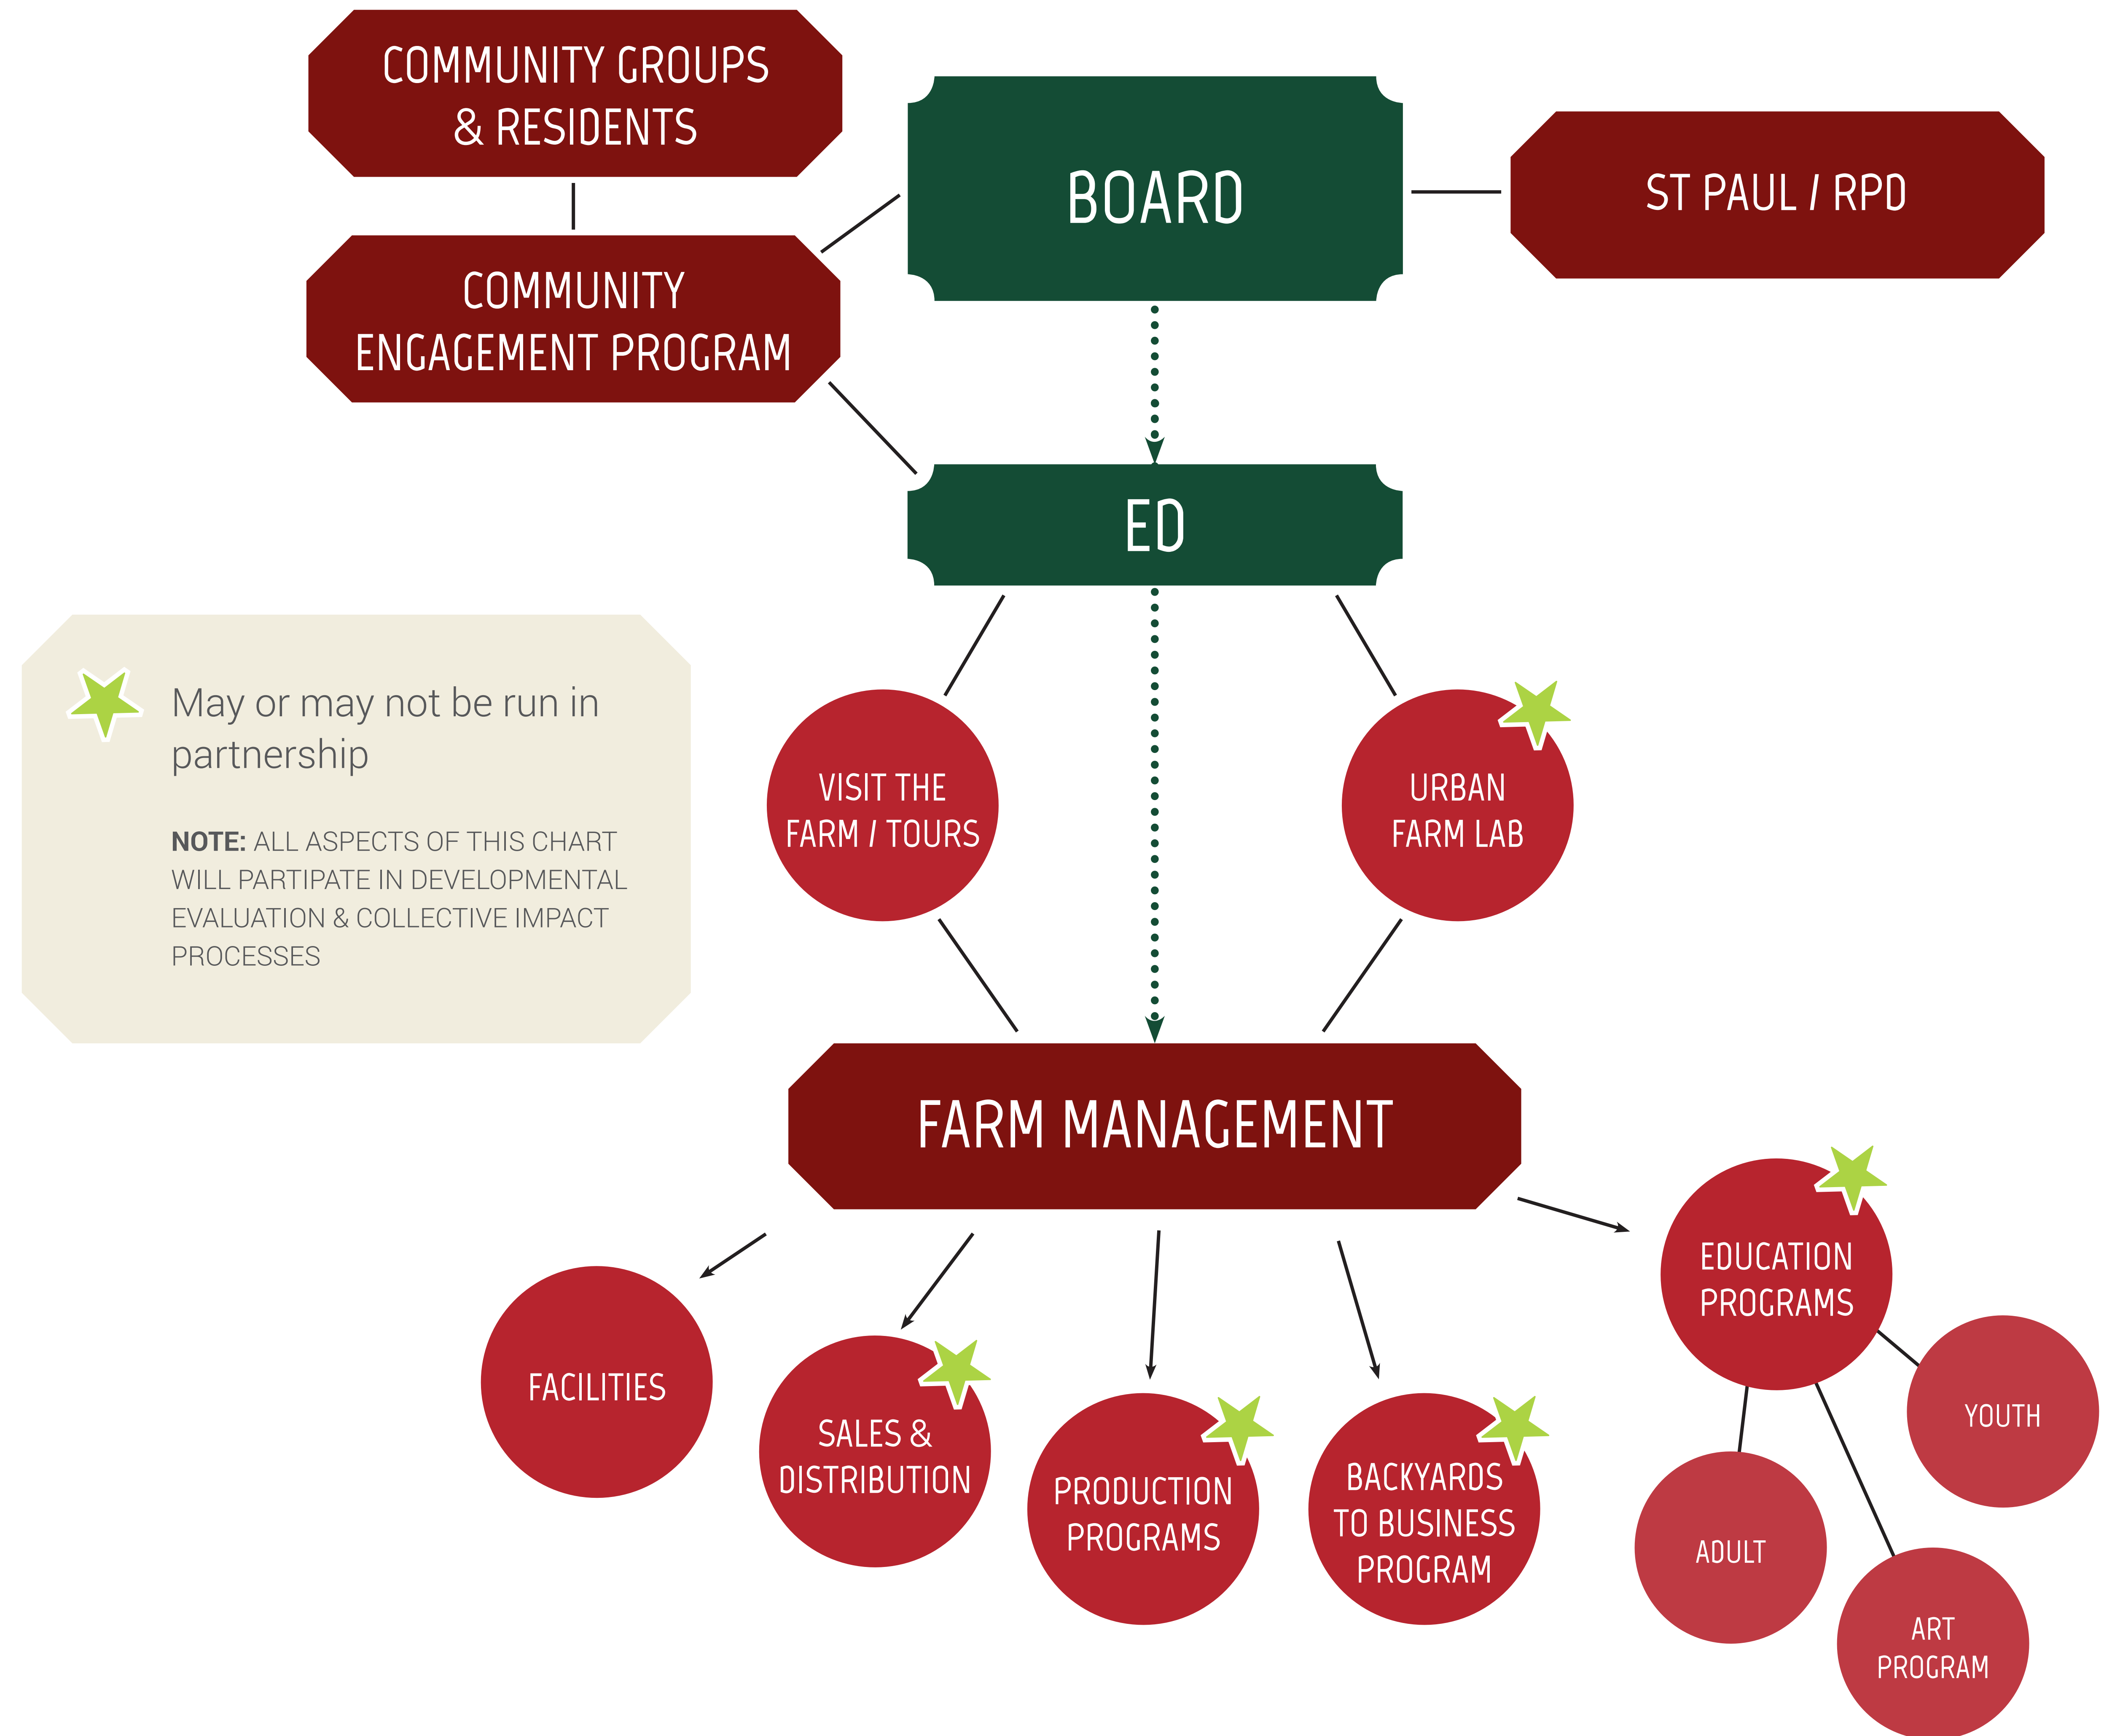 COMMUNITY GROUPS
& RESIDENTS
BOARD
ST PAUL / RPD
COMMUNITY
ENGAGEMENT PROGRAM
ED
May or may not be run in
partnership
NOTE: ALL ASPECTS OF THIS CHART
WILL PARTIPATE IN DEVELOPMENTAL
EVALUATION & COLLECTIVE IMPACT
PROCESSES
VISIT THE
FARM / TOURS
URBAN
FARM LAB
FARM MANAGEMENT
FACILITIES
SALES &
DISTRIBUTION
PRODUCTION
PROGRAMS
BACKYARDS
TO BUSINESS
PROGRAM
EDUCATION
PROGRAMS
YOUTH
ADULT
ART
PROGRAM